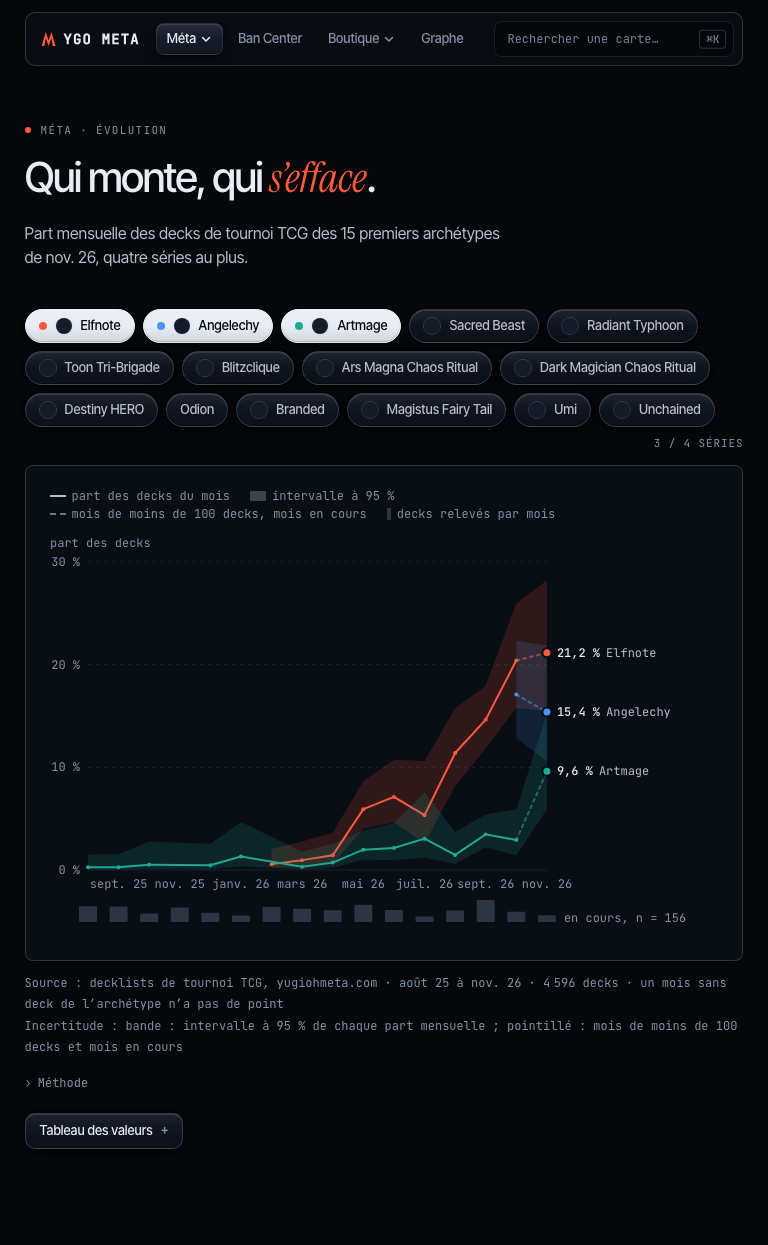 YGO META Méta Ban Center Boutique Graphe Rechercher une carte… ⌘K
MÉTA · ÉVOLUTION
Qui monte, qui s’efface.
Part mensuelle des decks de tournoi TCG des 15 premiers archétypes
de nov. 26, quatre séries au plus.
Elfnote Angelechy Artmage Sacred Beast Radiant Typhoon
Toon Tri-Brigade Blitzclique Ars Magna Chaos Ritual Dark Magician Chaos Ritual
Destiny HERO Odion Branded Magistus Fairy Tail Umi Unchained
3 / 4 SÉRIES
part des decks du mois intervalle à 95 %
mois de moins de 100 decks, mois en cours decks relevés par mois
part des decks
30 %
21,2 % Elfnote
20 %
15,4 % Angelechy
10 %
9,6 % Artmage
0 %
sept. 25 nov. 25 janv. 26 mars 26 mai 26 juil. 26 sept. 26 nov. 26
en cours, n = 156
Source : decklists de tournoi TCG, yugiohmeta.com · août 25 à nov. 26 · 4 596 decks · un mois sans
deck de l’archétype n’a pas de point
Incertitude : bande : intervalle à 95 % de chaque part mensuelle ; pointillé : mois de moins de 100
decks et mois en cours
› Méthode
Tableau des valeurs +